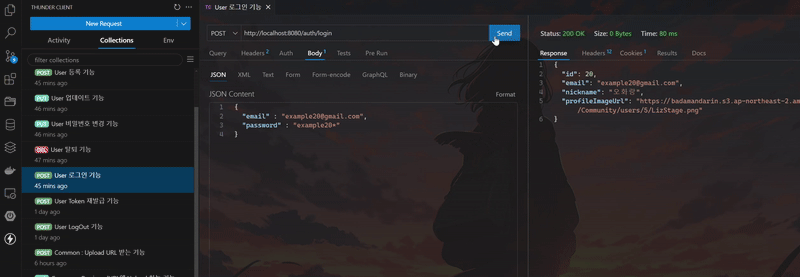 THUNDER CLIENT
New Request
Activity
Collections
Env
filter collections
POST User 등록 기능
45 mins ago
PUT User 업데이트 기능
46 mins ago
PUT User 비밀번호 변경 기능
46 mins ago
User 탈퇴 기능
47 mins ago
POST User 로그인 기능
45 mins ago
POST User Token 재발급 기능
1 day ago
POST User LogOut 기능
1 day ago
POST Common : Upload URL 받는 기능
6 hours ago
TC User 로그인 기능
POST http://localhost:8080/auth/login Send
Query Headers 2 Auth Body 1 Tests Pre Run
JSON XML Text Form Form-encode GraphQL Binary
JSON Content Format
1 {
2 "email" : "example20@gmail.com",
3 "password" : "example20*"
4 }
Status: 200 OK Size: 0 Bytes Time: 80 ms
Response Headers 12 Cookies 1 Results Docs
1 {
2 "id": 20,
3 "email": "example20@gmail.com",
4 "nickname": "오화랑",
5 "profileImageUrl": "https://badamandarin.s3.ap-northeast-2.am
/Community/users/5/LizStage.png"
6 }